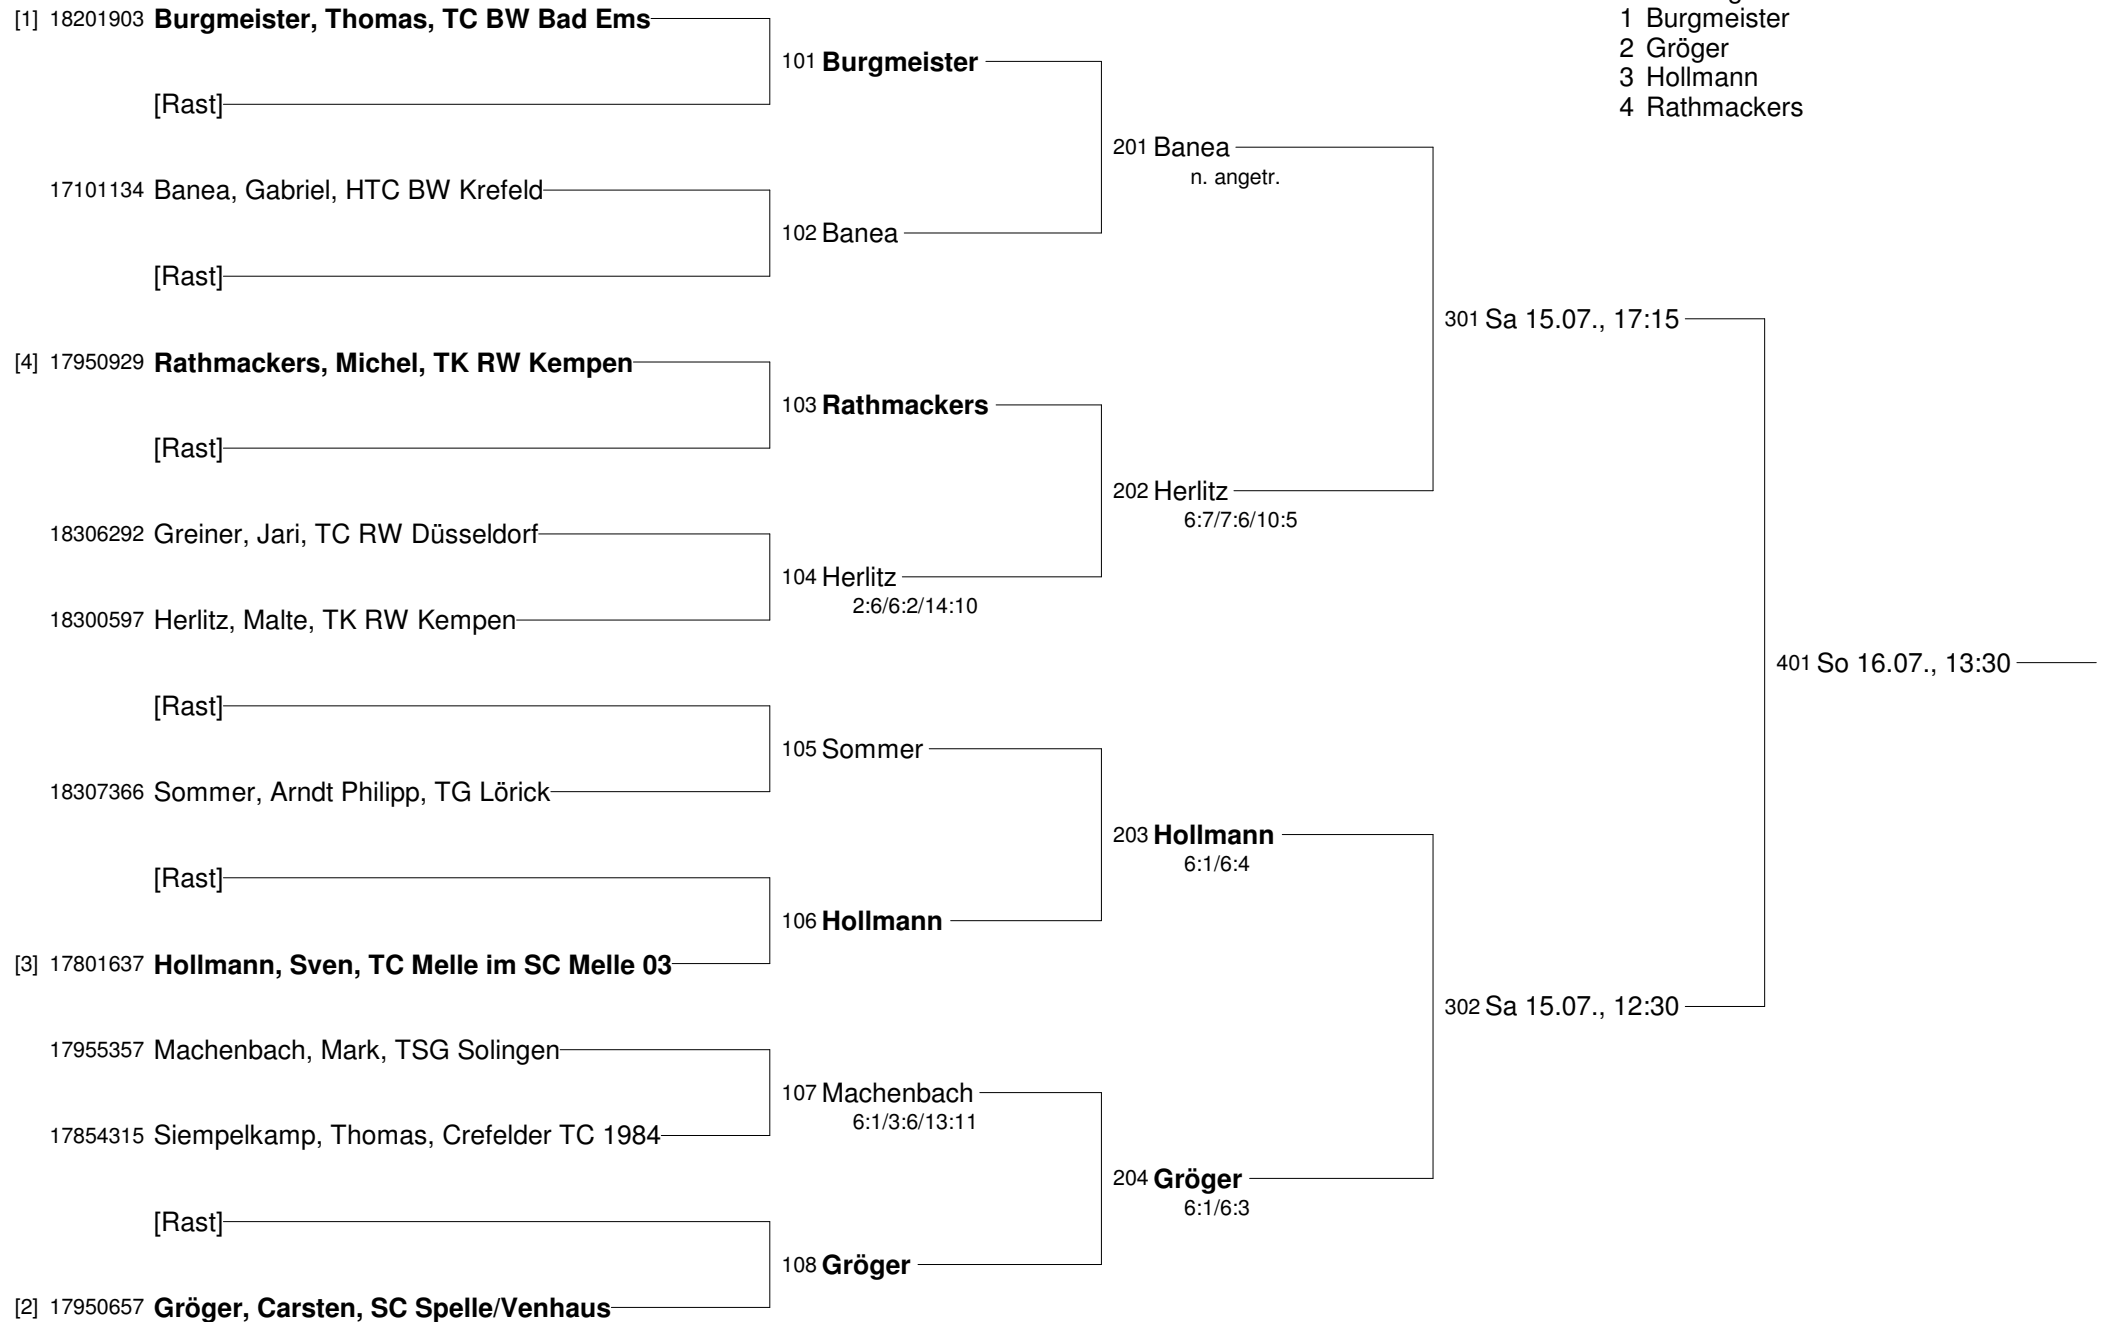 [1] 18201903 Burgmeister, Thomas, TC BW Bad Ems
1 Burgmeister
2 Gröger
3 Hollmann
4 Rathmackers
101 Burgmeister
[Rast]
201 Banea
n. angetr.
17101134 Banea, Gabriel, HTC BW Krefeld
102 Banea
[Rast]
301 Sa 15.07., 17:15
[4] 17950929 Rathmackers, Michel, TK RW Kempen
103 Rathmackers
[Rast]
202 Herlitz
6:7/7:6/10:5
18306292 Greiner, Jari, TC RW Düsseldorf
104 Herlitz
2:6/6:2/14:10
18300597 Herlitz, Malte, TK RW Kempen
401 So 16.07., 13:30
[Rast]
105 Sommer
18307366 Sommer, Arndt Philipp, TG Lörick
203 Hollmann
6:1/6:4
[Rast]
106 Hollmann
[3] 17801637 Hollmann, Sven, TC Melle im SC Melle 03
302 Sa 15.07., 12:30
17955357 Machenbach, Mark, TSG Solingen
107 Machenbach
6:1/3:6/13:11
17854315 Siempelkamp, Thomas, Crefelder TC 1984
204 Gröger
6:1/6:3
[Rast]
108 Gröger
[2] 17950657 Gröger, Carsten, SC Spelle/Venhaus